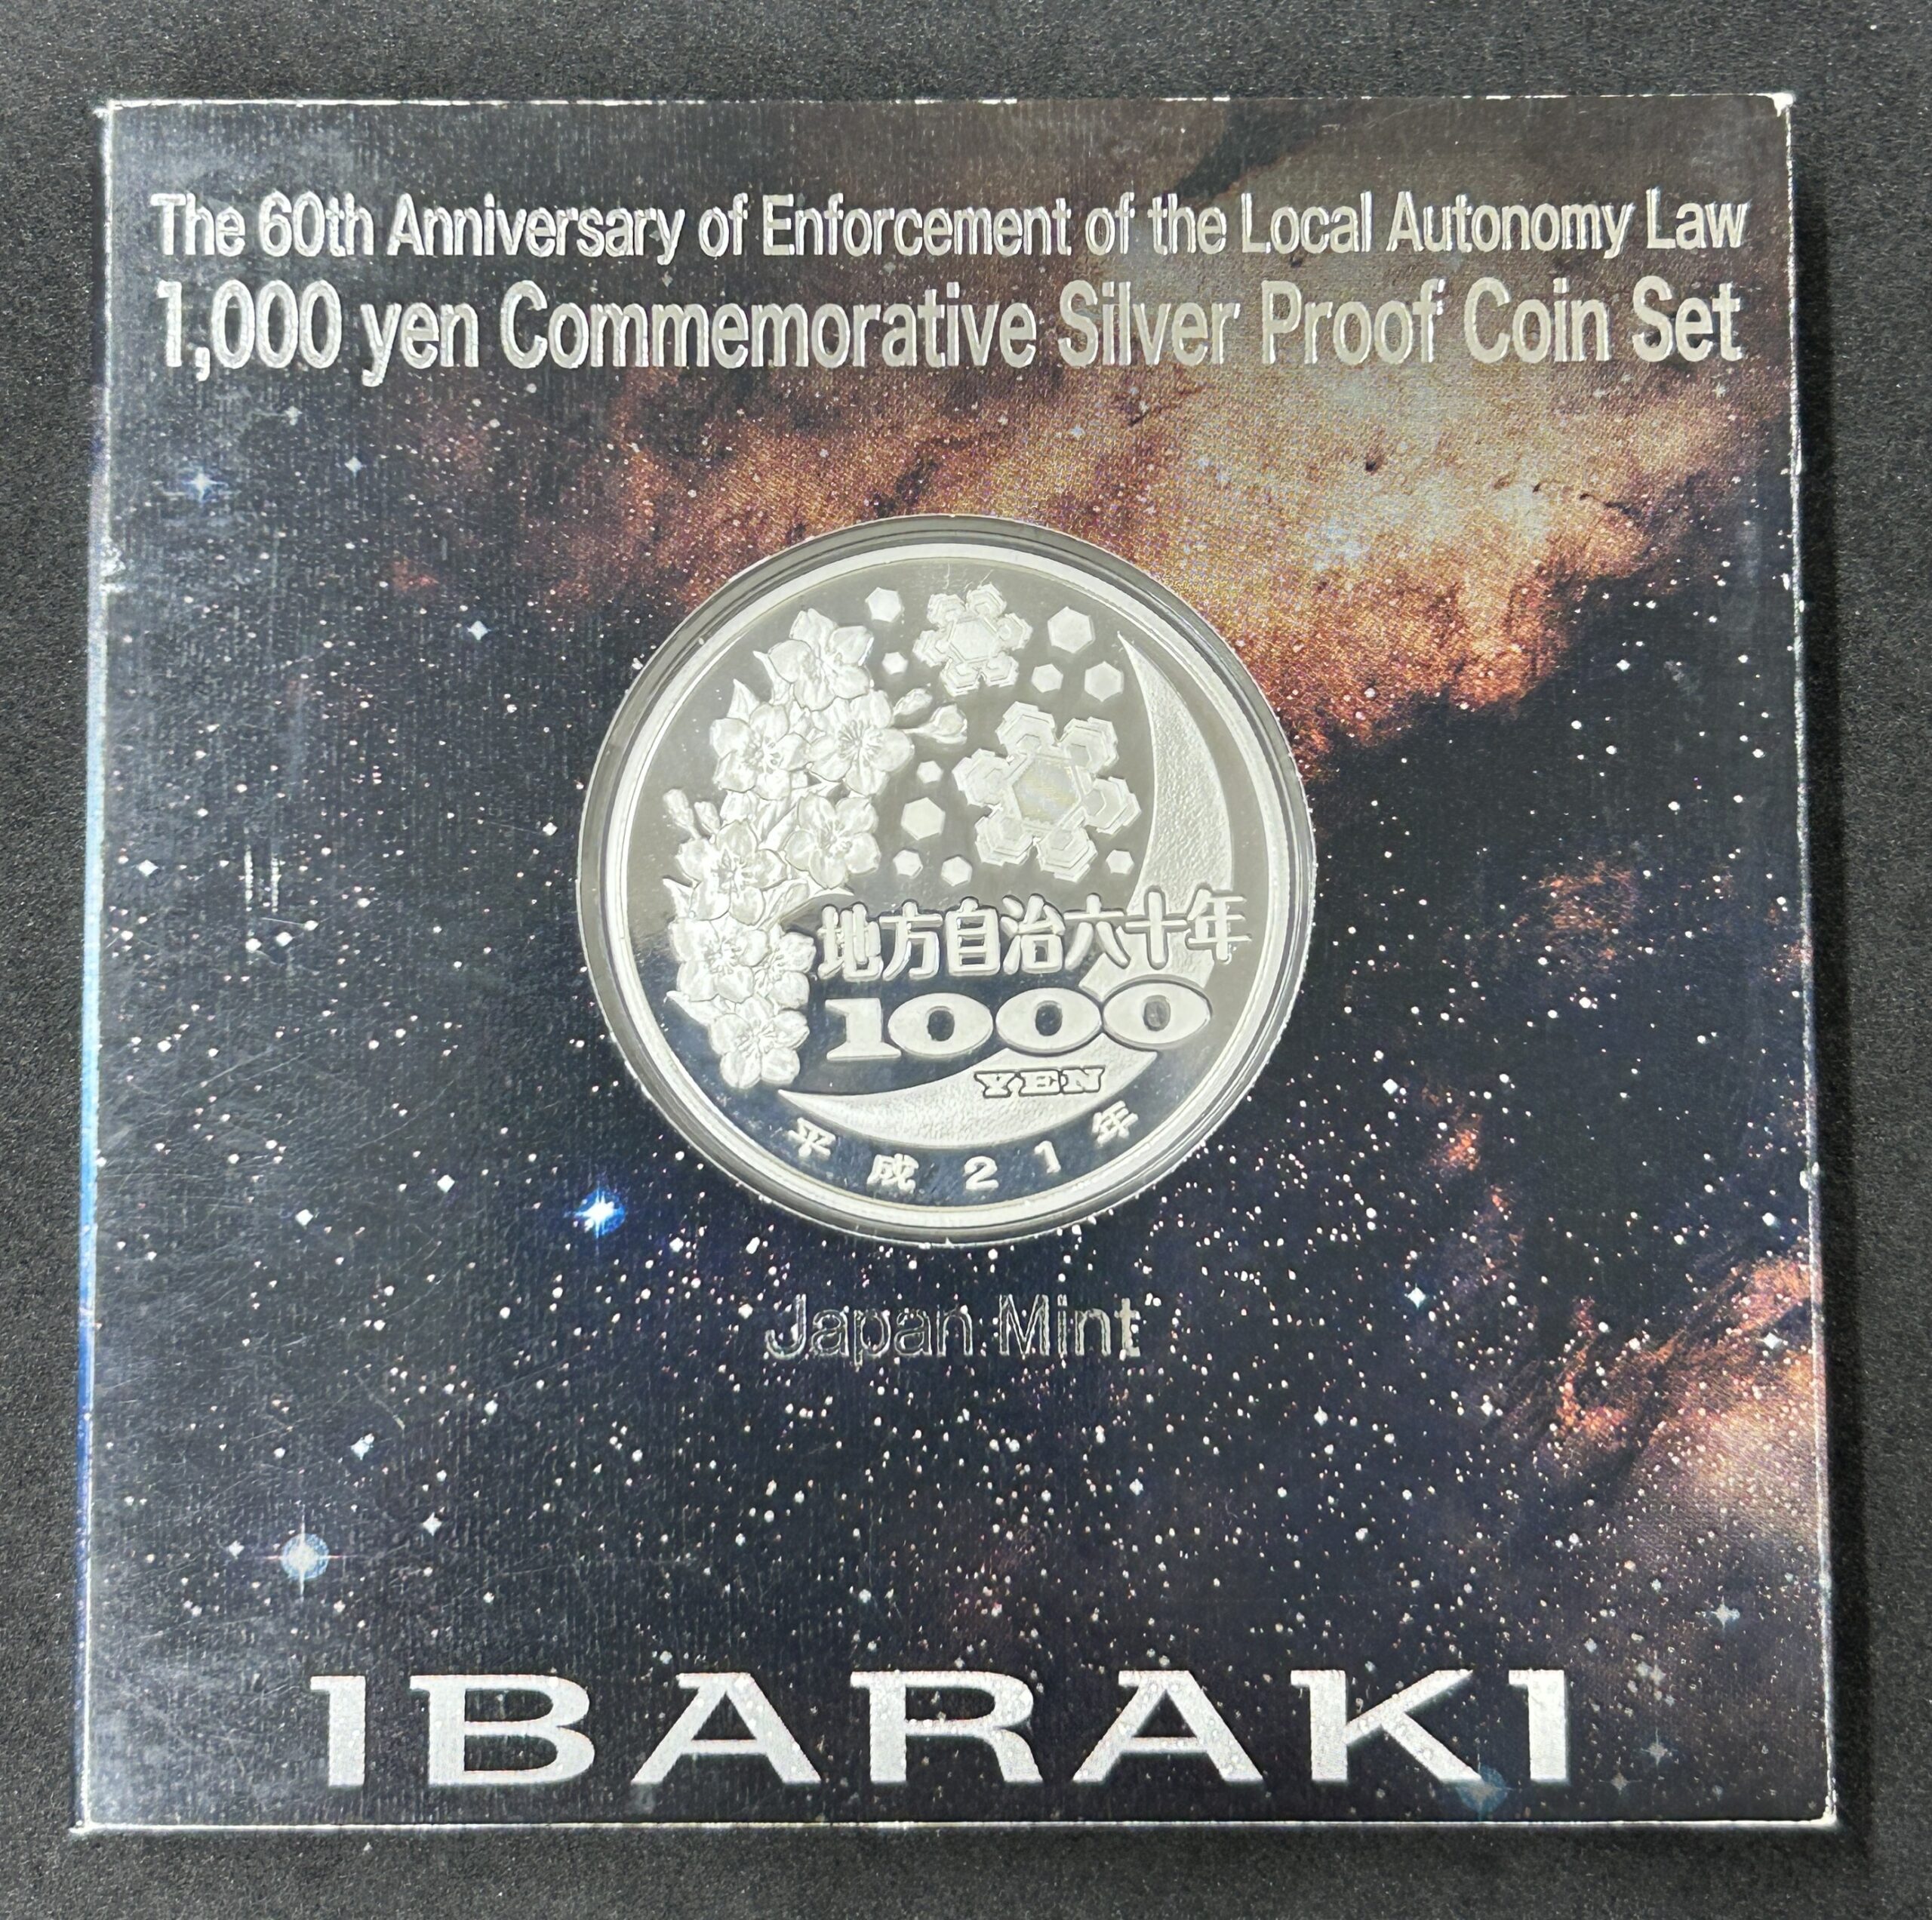 The 60th Anniversary of Enforcement of the Local Autonomy Law
1,000 yen Commemorative Silver Proof Coin Set
地方自治六十年
1000
YEN
平成21年
Japan Mint
IBARAKI